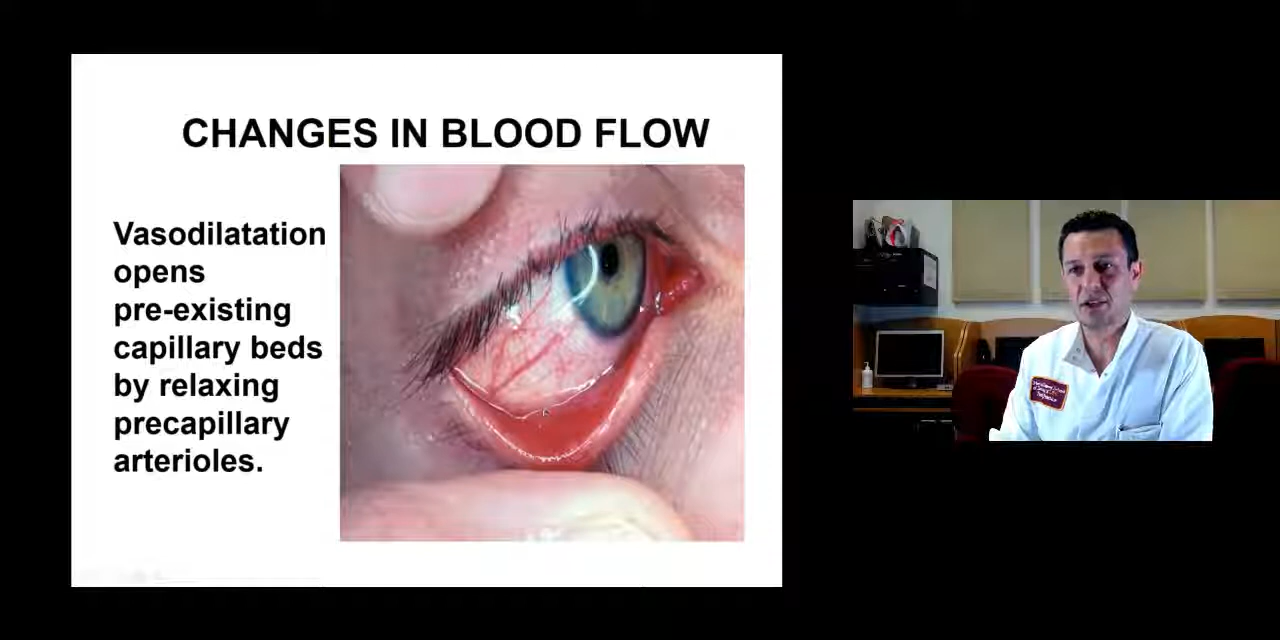 CHANGES IN BLOOD FLOW
Vasodilatation
opens
pre-existing
capillary beds
by relaxing
precapillary
arterioles.